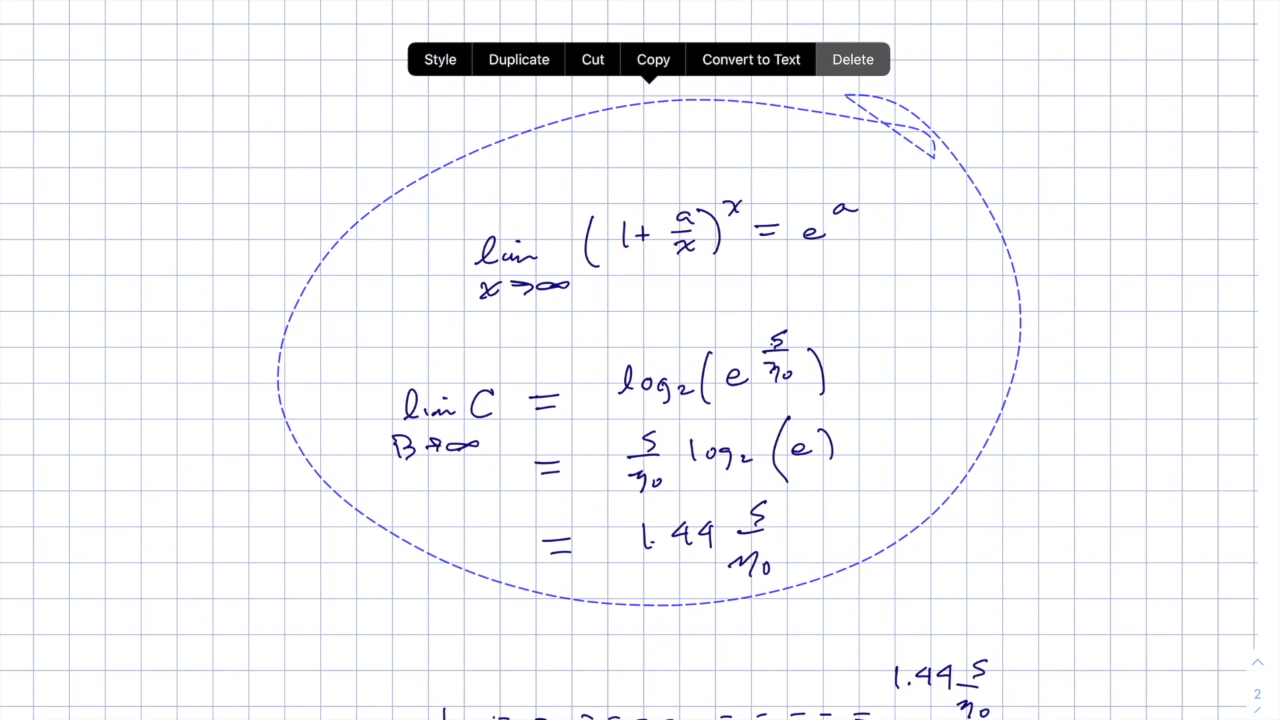 Style Duplicate Cut Copy Convert to Text Delete
lim x→∞ (1 + a/x)^x = e^a
lim B→∞ C = log₂(e^(S/η₀))
= S/η₀ log₂(e)
= 1.44 S/η₀
1.44 S/η₀
2